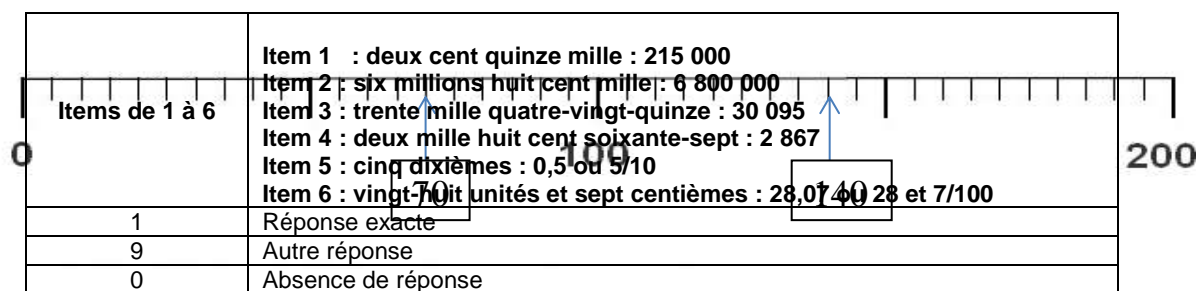 Item 1 : deux cent quinze mille : 215 000
Item 2 : six millions huit cent mille : 6 800 000
Items de 1 à 6
Item 3 : trente mille quatre-vingt-quinze : 30 095
Item 4 : deux mille huit cent soixante-sept : 2 867
Item 5 : cinq dixièmes : 0,5 ou 5/10
Item 6 : vingt-huit unités et sept centièmes : 28,07 ou 28 et 7/100
0
100
200
70
140
1 Réponse exacte
9 Autre réponse
0 Absence de réponse